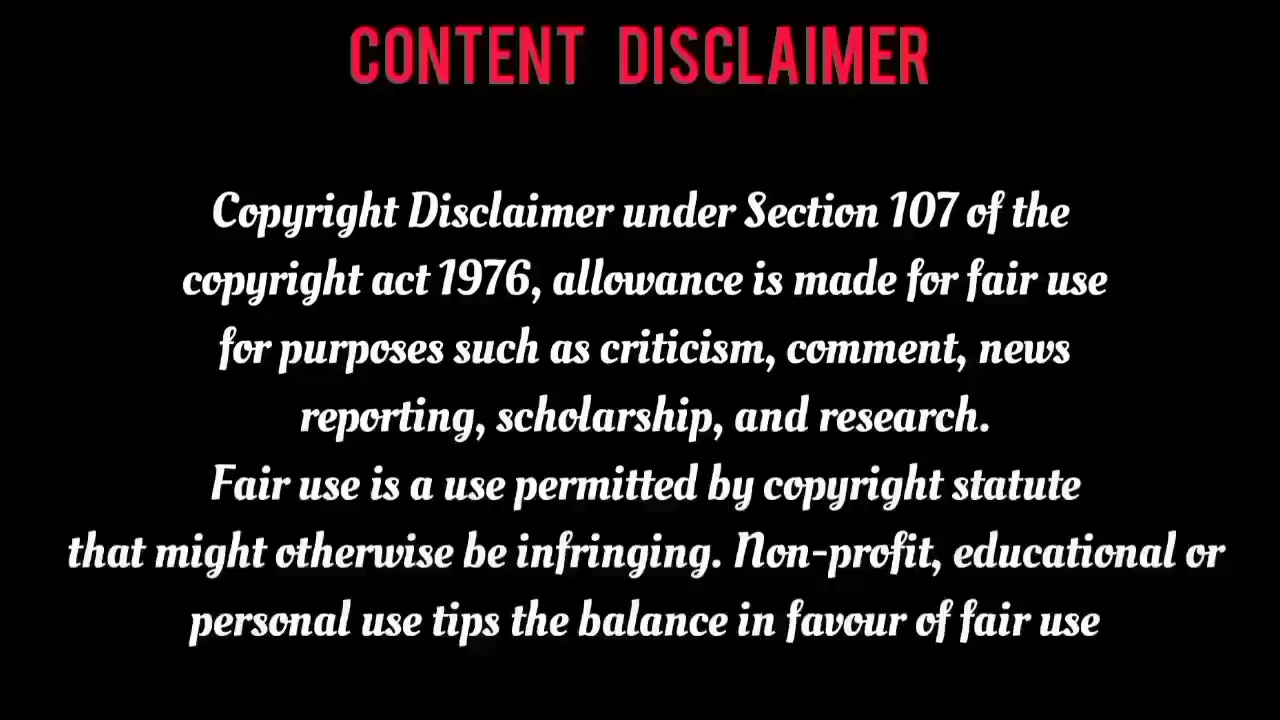 CONTENT DISCLAIMER
Copyright Disclaimer under Section 107 of the
copyright act 1976, allowance is made for fair use
for purposes such as criticism, comment, news
reporting, scholarship, and research.
Fair use is a use permitted by copyright statute
that might otherwise be infringing. Non-profit, educational or
personal use tips the balance in favour of fair use